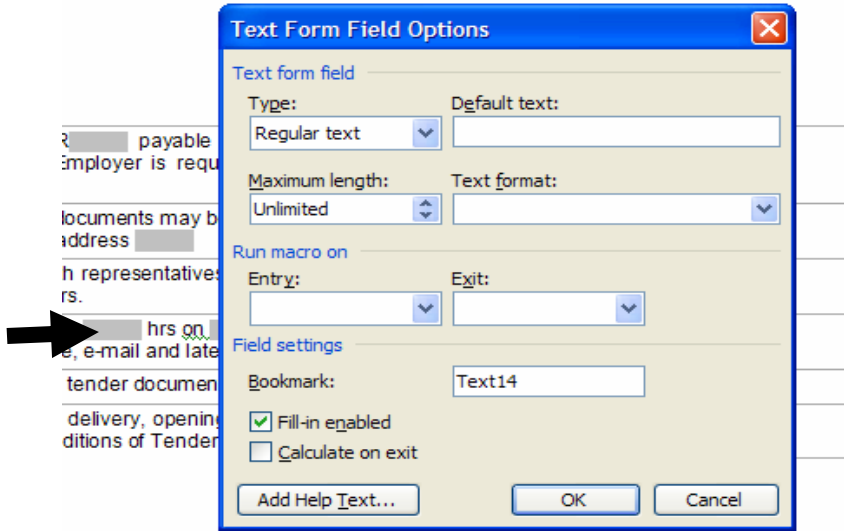 Text Form Field Options
Text form field
Type: Default text:
Regular text
Maximum length: Text format:
Unlimited
Run macro on
Entry: Exit:
Field settings
Bookmark: Text14
Fill-in enabled
Calculate on exit
Add Help Text... OK Cancel
R payable
Employer is requ
documents may b
address
h representatives
rs.
hrs on
e, e-mail and late
tender documen
delivery, opening
ditions of Tender